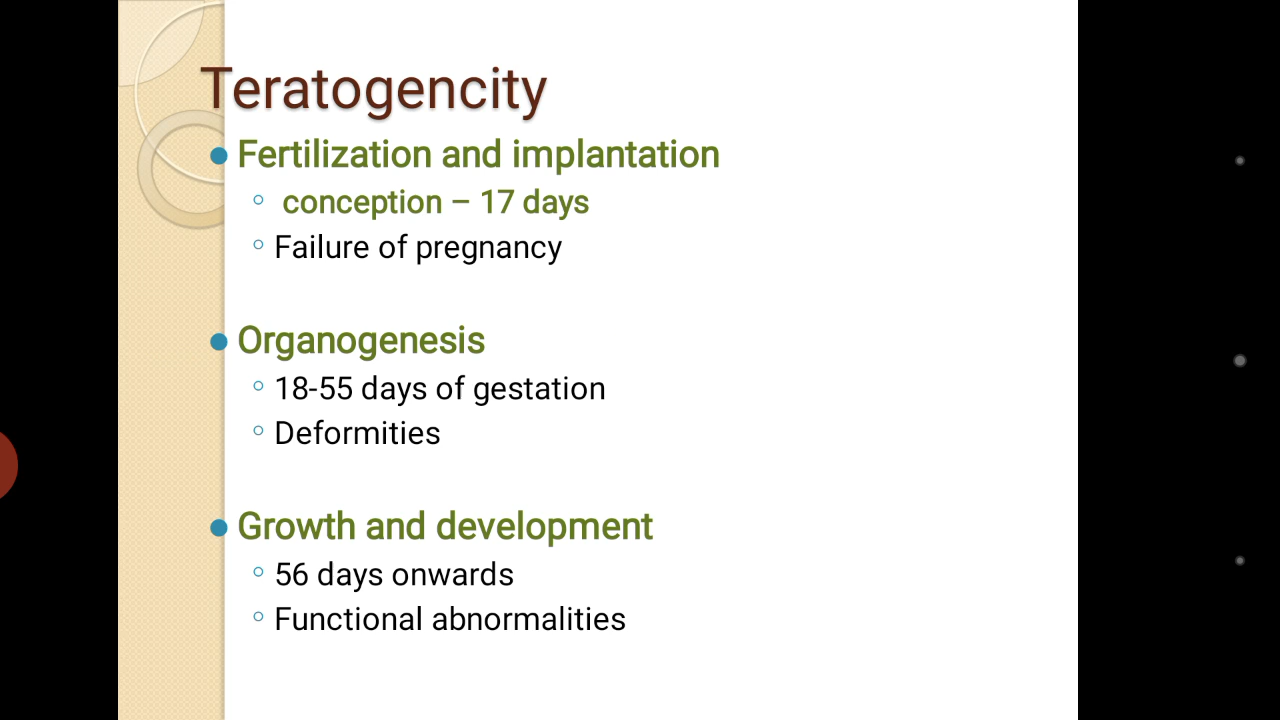 Teratogencity
Fertilization and implantation
conception – 17 days
Failure of pregnancy
Organogenesis
18-55 days of gestation
Deformities
Growth and development
56 days onwards
Functional abnormalities